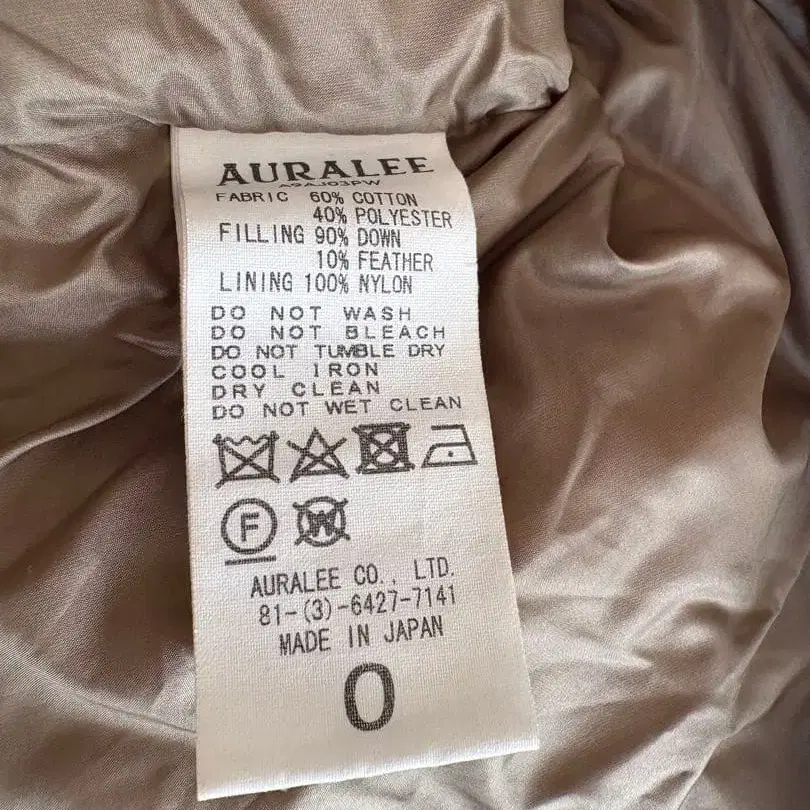 AURALEE
A9AJ03PW
FABRIC 60% COTTON
40% POLYESTER
FILLING 90% DOWN
10% FEATHER
LINING 100% NYLON
DO NOT WASH
DO NOT BLEACH
DO NOT TUMBLE DRY
COOL IRON
DRY CLEAN
DO NOT WET CLEAN
F W
AURALEE CO., LTD.
81-(3)-6427-7141
MADE IN JAPAN
0